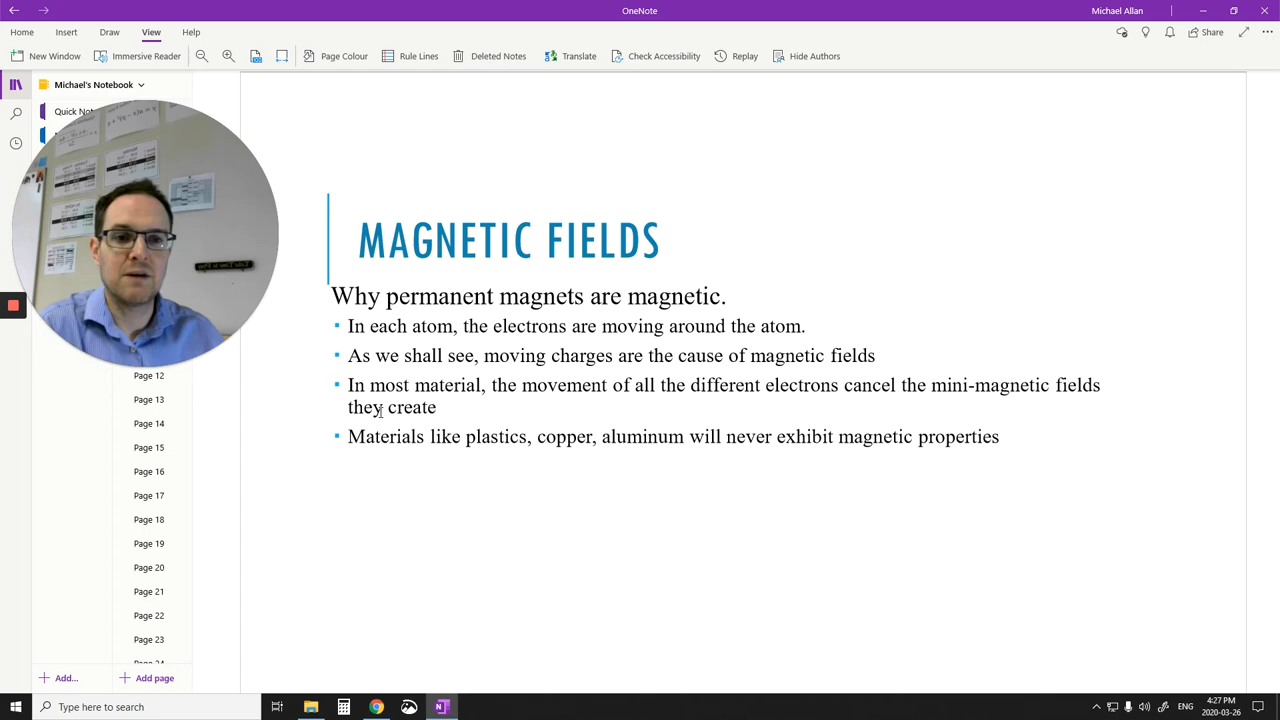 OneNote
Michael Allan
Home Insert Draw View Help
Share
New Window Immersive Reader Page Colour Rule Lines Deleted Notes Translate Check Accessibility Replay Hide Authors
Michael's Notebook
Quick Not
MAGNETIC FIELDS
Why permanent magnets are magnetic.
In each atom, the electrons are moving around the atom.
As we shall see, moving charges are the cause of magnetic fields
In most material, the movement of all the different electrons cancel the mini-magnetic fields
they create
Materials like plastics, copper, aluminum will never exhibit magnetic properties
Page 12
Page 13
Page 14
Page 15
Page 16
Page 17
Page 18
Page 19
Page 20
Page 21
Page 22
Page 23
Page 24
Add...
Add page
Type here to search
ENG
4:27 PM
2020-03-26